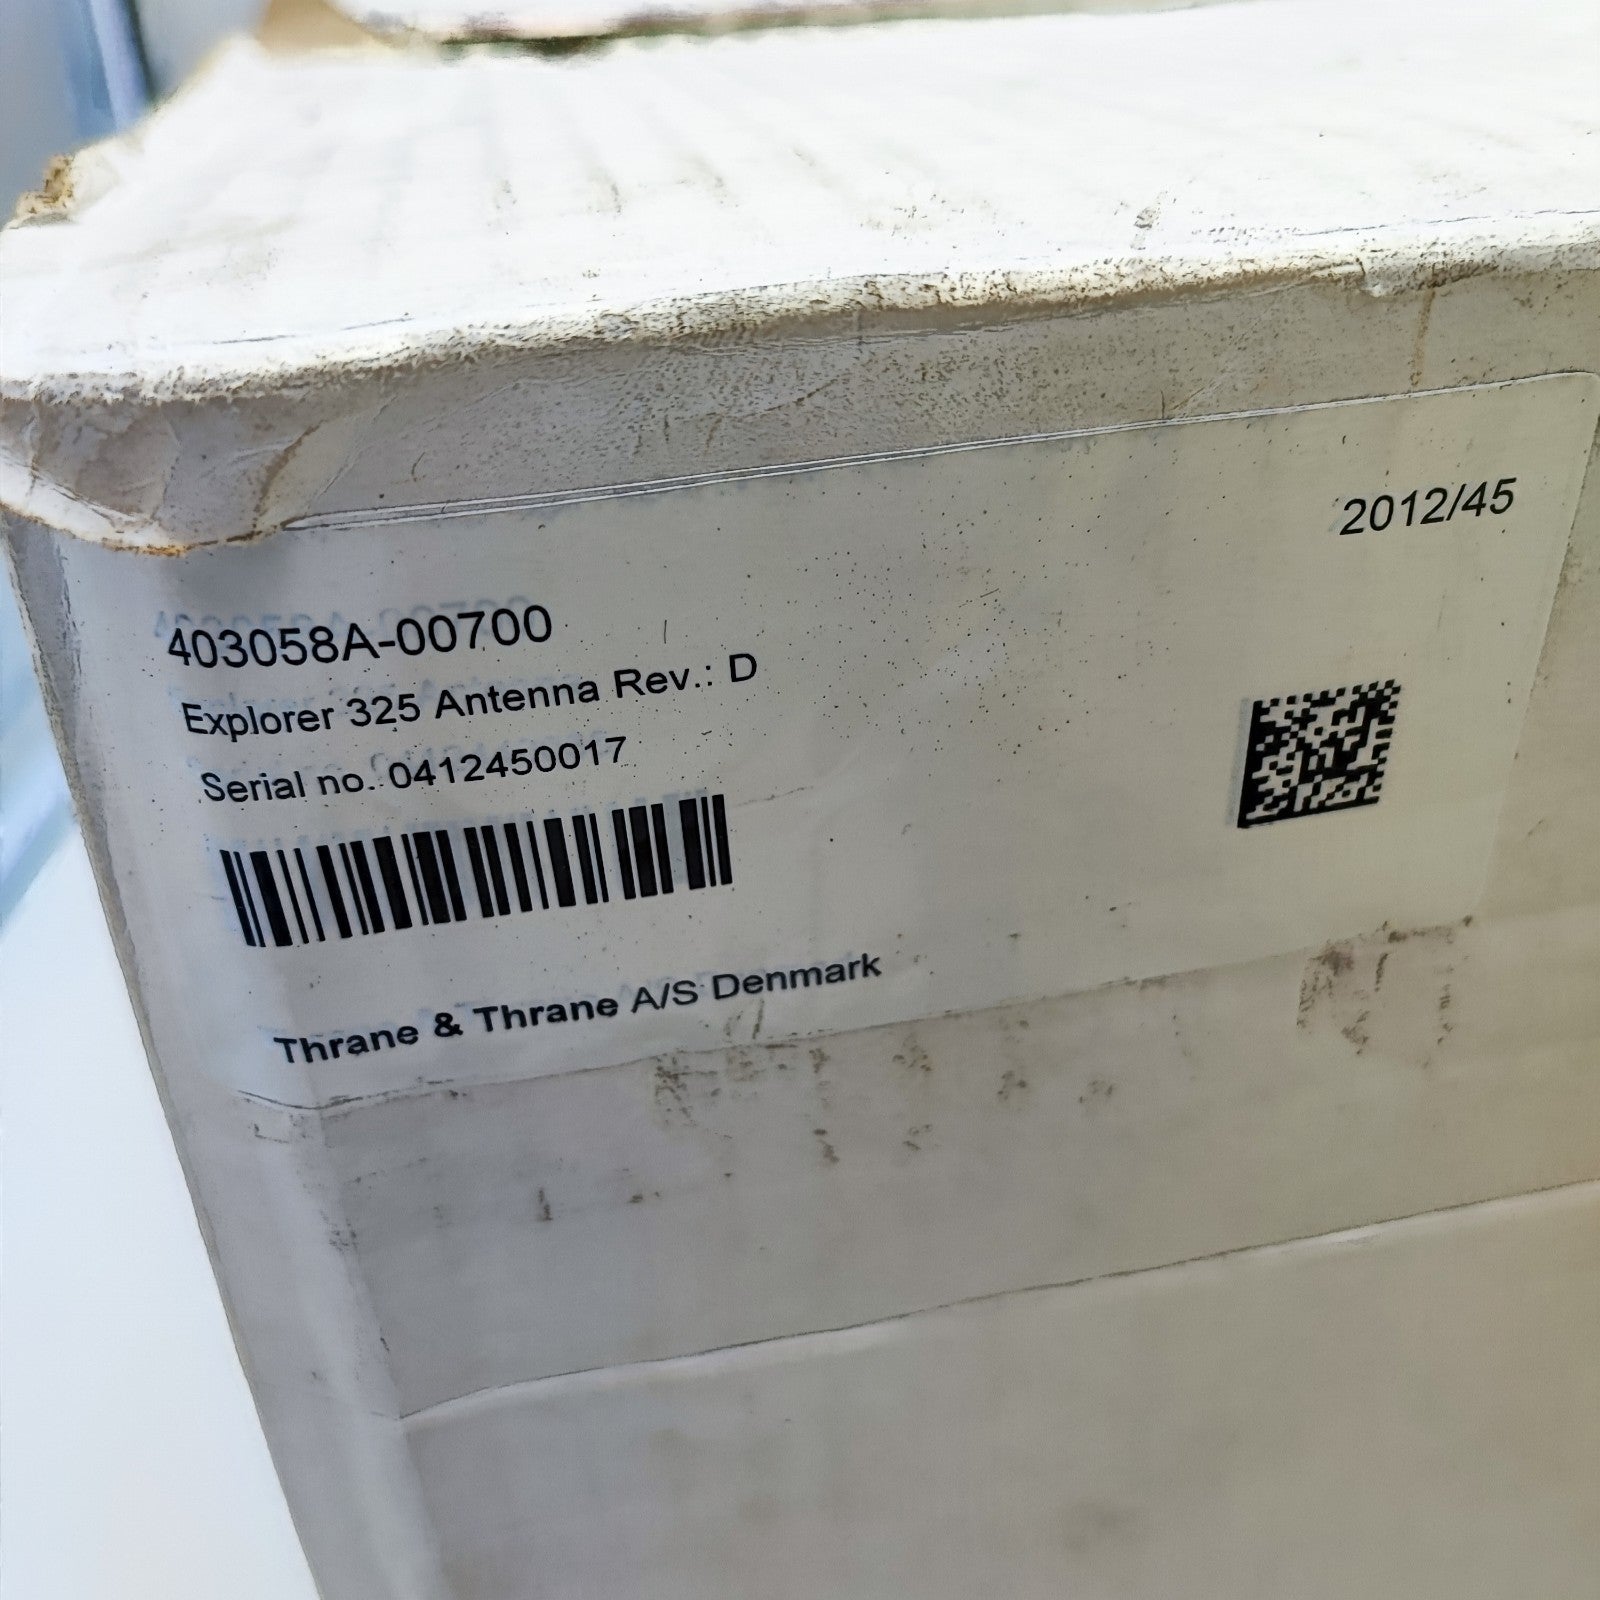 2012/45
403058A-00700
Explorer 325 Antenna Rev.: D
Serial no.:0412450017
Thrane & Thrane A/S Denmark